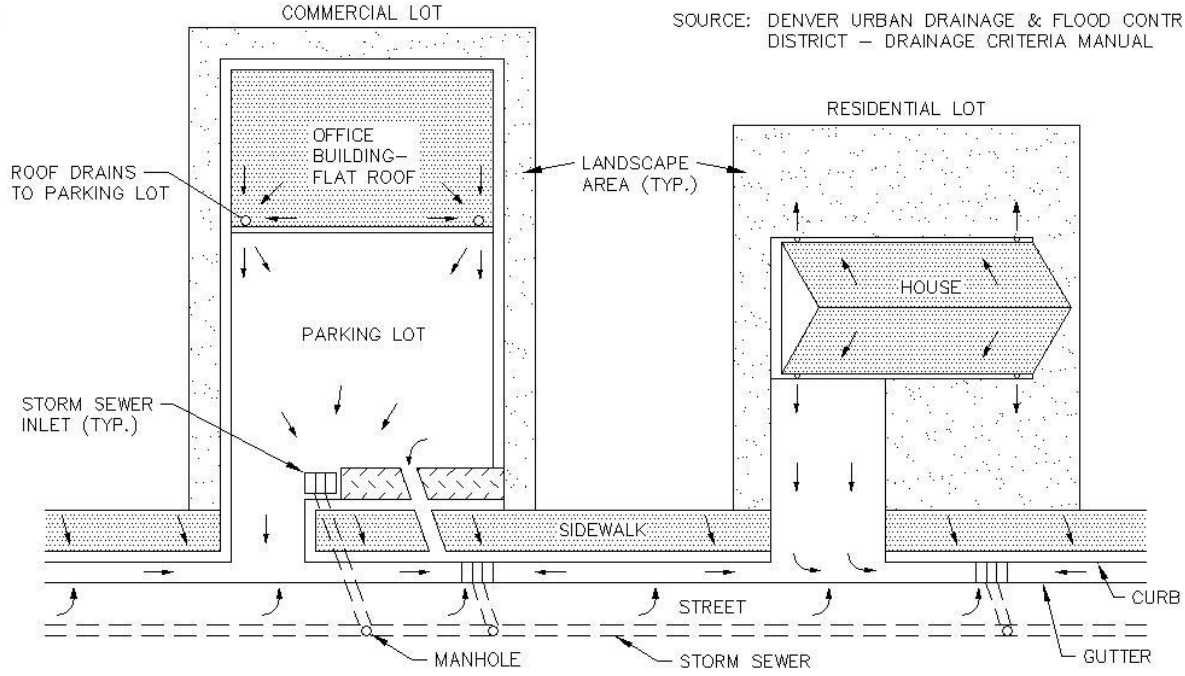 COMMERCIAL LOT
SOURCE: DENVER URBAN DRAINAGE & FLOOD CONTR
DISTRICT – DRAINAGE CRITERIA MANUAL
RESIDENTIAL LOT
OFFICE
BUILDING–
FLAT ROOF
ROOF DRAINS
TO PARKING LOT
LANDSCAPE
AREA (TYP.)
HOUSE
PARKING LOT
STORM SEWER
INLET (TYP.)
SIDEWALK
STREET
CURB
MANHOLE
STORM SEWER
GUTTER